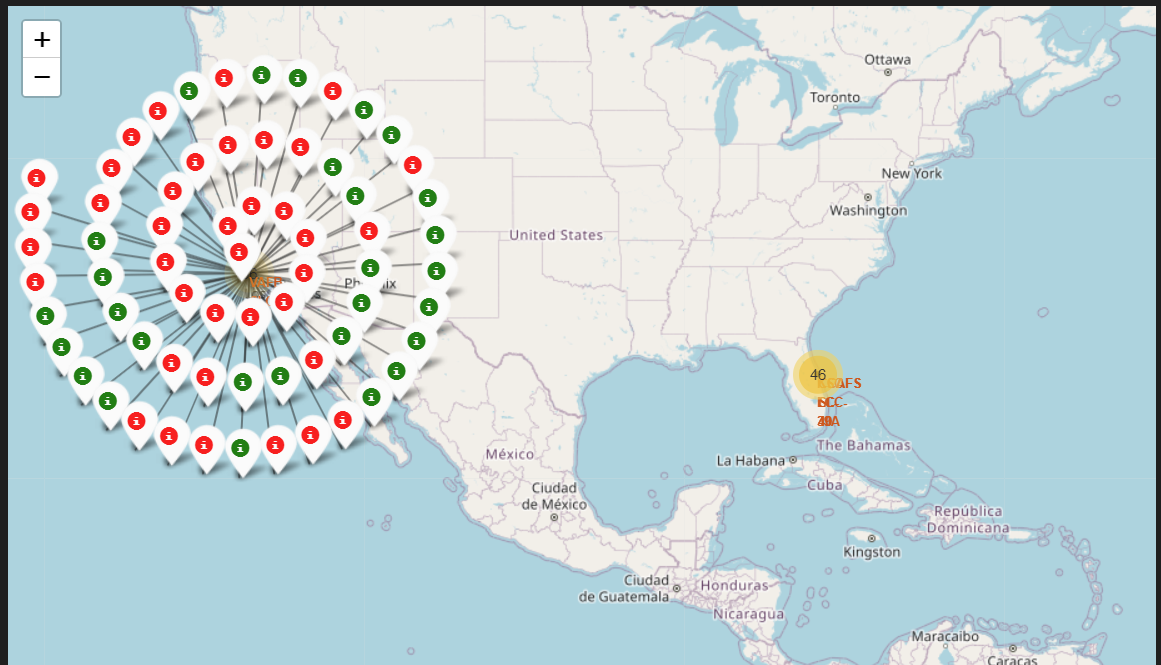 +
−
Ottawa
Toronto
New York
Washington
United States
46
The Bahamas
La Habana
Cuba
México
Ciudad
de México
República
Dominicana
Kingston
Ciudad
de Guatemala
Honduras
Nicaragua
Maracaibo
Caracas